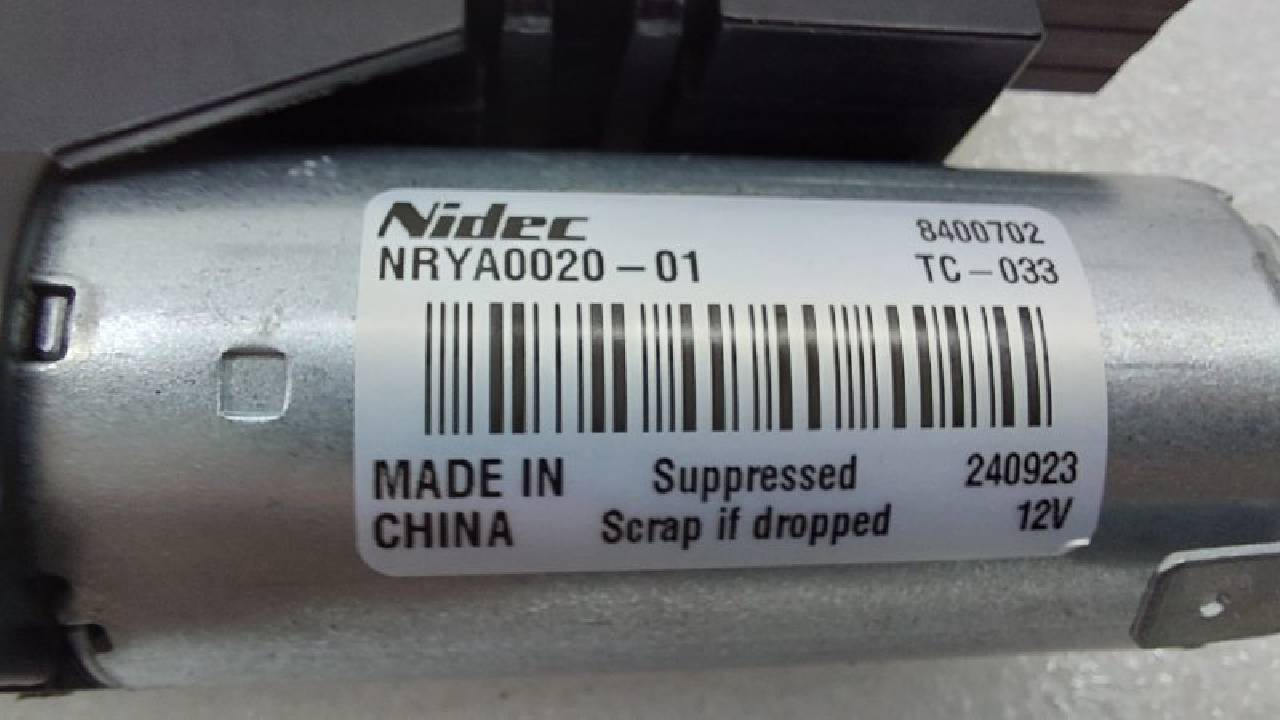 Nidec 8400702
NRYA0020-01 TC-033
MADE IN Suppressed 240923
CHINA Scrap if dropped 12V